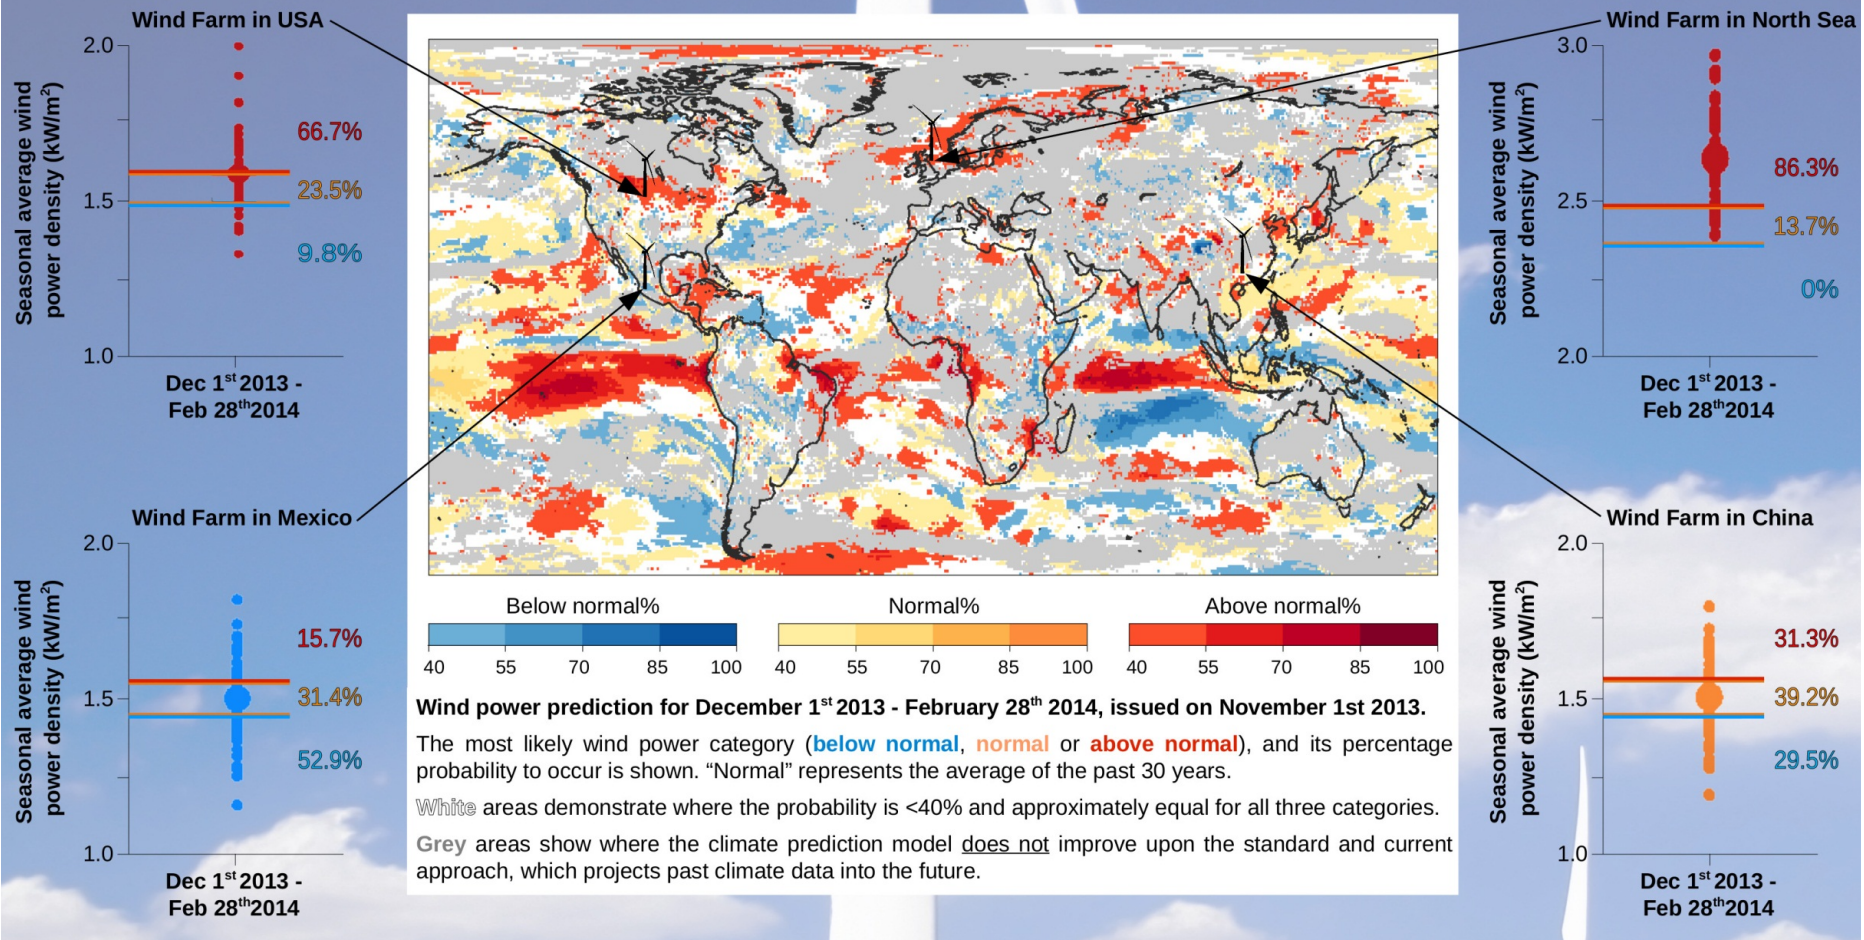 Wind Farm in USA
Seasonal average wind
power density (kW/m²)
2.0
1.5
1.0
66.7%
23.5%
9.8%
Dec 1st 2013 -
Feb 28th2014
Wind Farm in North Sea
Seasonal average wind
power density (kW/m²)
3.0
2.5
2.0
86.3%
13.7%
0%
Dec 1st 2013 -
Feb 28th2014
Wind Farm in Mexico
Seasonal average wind
power density (kW/m²)
2.0
1.5
1.0
15.7%
31.4%
52.9%
Dec 1st 2013 -
Feb 28th2014
Wind Farm in China
Seasonal average wind
power density (kW/m²)
2.0
1.5
1.0
31.3%
39.2%
29.5%
Dec 1st 2013 -
Feb 28th2014
Below normal%
40 55 70 85 100
Normal%
40 55 70 85 100
Above normal%
40 55 70 85 100
Wind power prediction for December 1st 2013 - February 28th 2014, issued on November 1st 2013.
The most likely wind power category (below normal, normal or above normal), and its percentage
probability to occur is shown. “Normal” represents the average of the past 30 years.
White areas demonstrate where the probability is <40% and approximately equal for all three categories.
Grey areas show where the climate prediction model does not improve upon the standard and current
approach, which projects past climate data into the future.